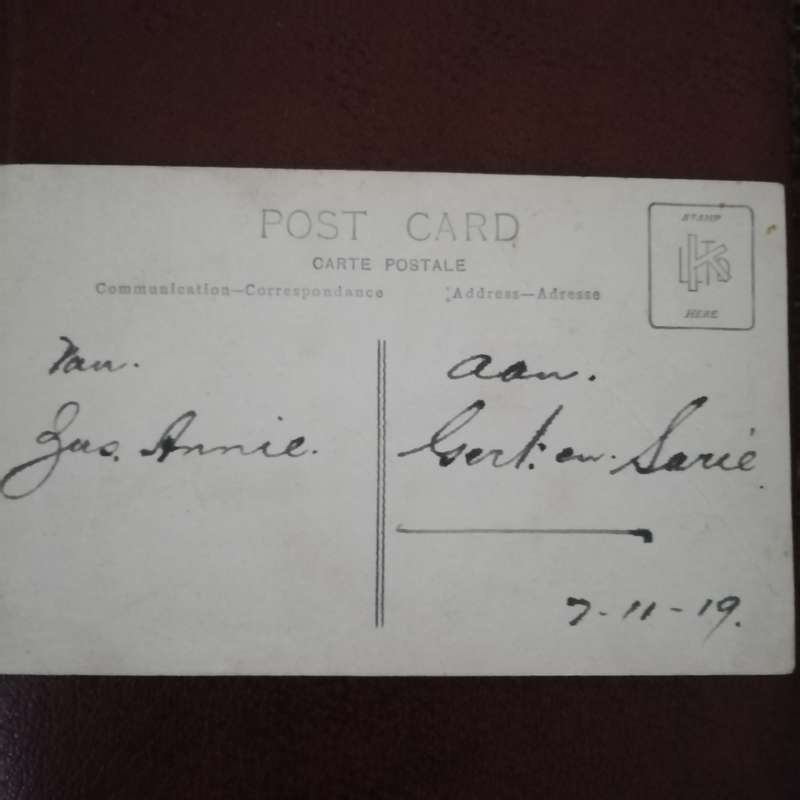 POST CARD
CARTE POSTALE
Communication—Correspondance
Address—Adresse
STAMP
HERE
Van.
Zus. Annie.
Aan.
Gert. en. Sarie.
7-11-19.